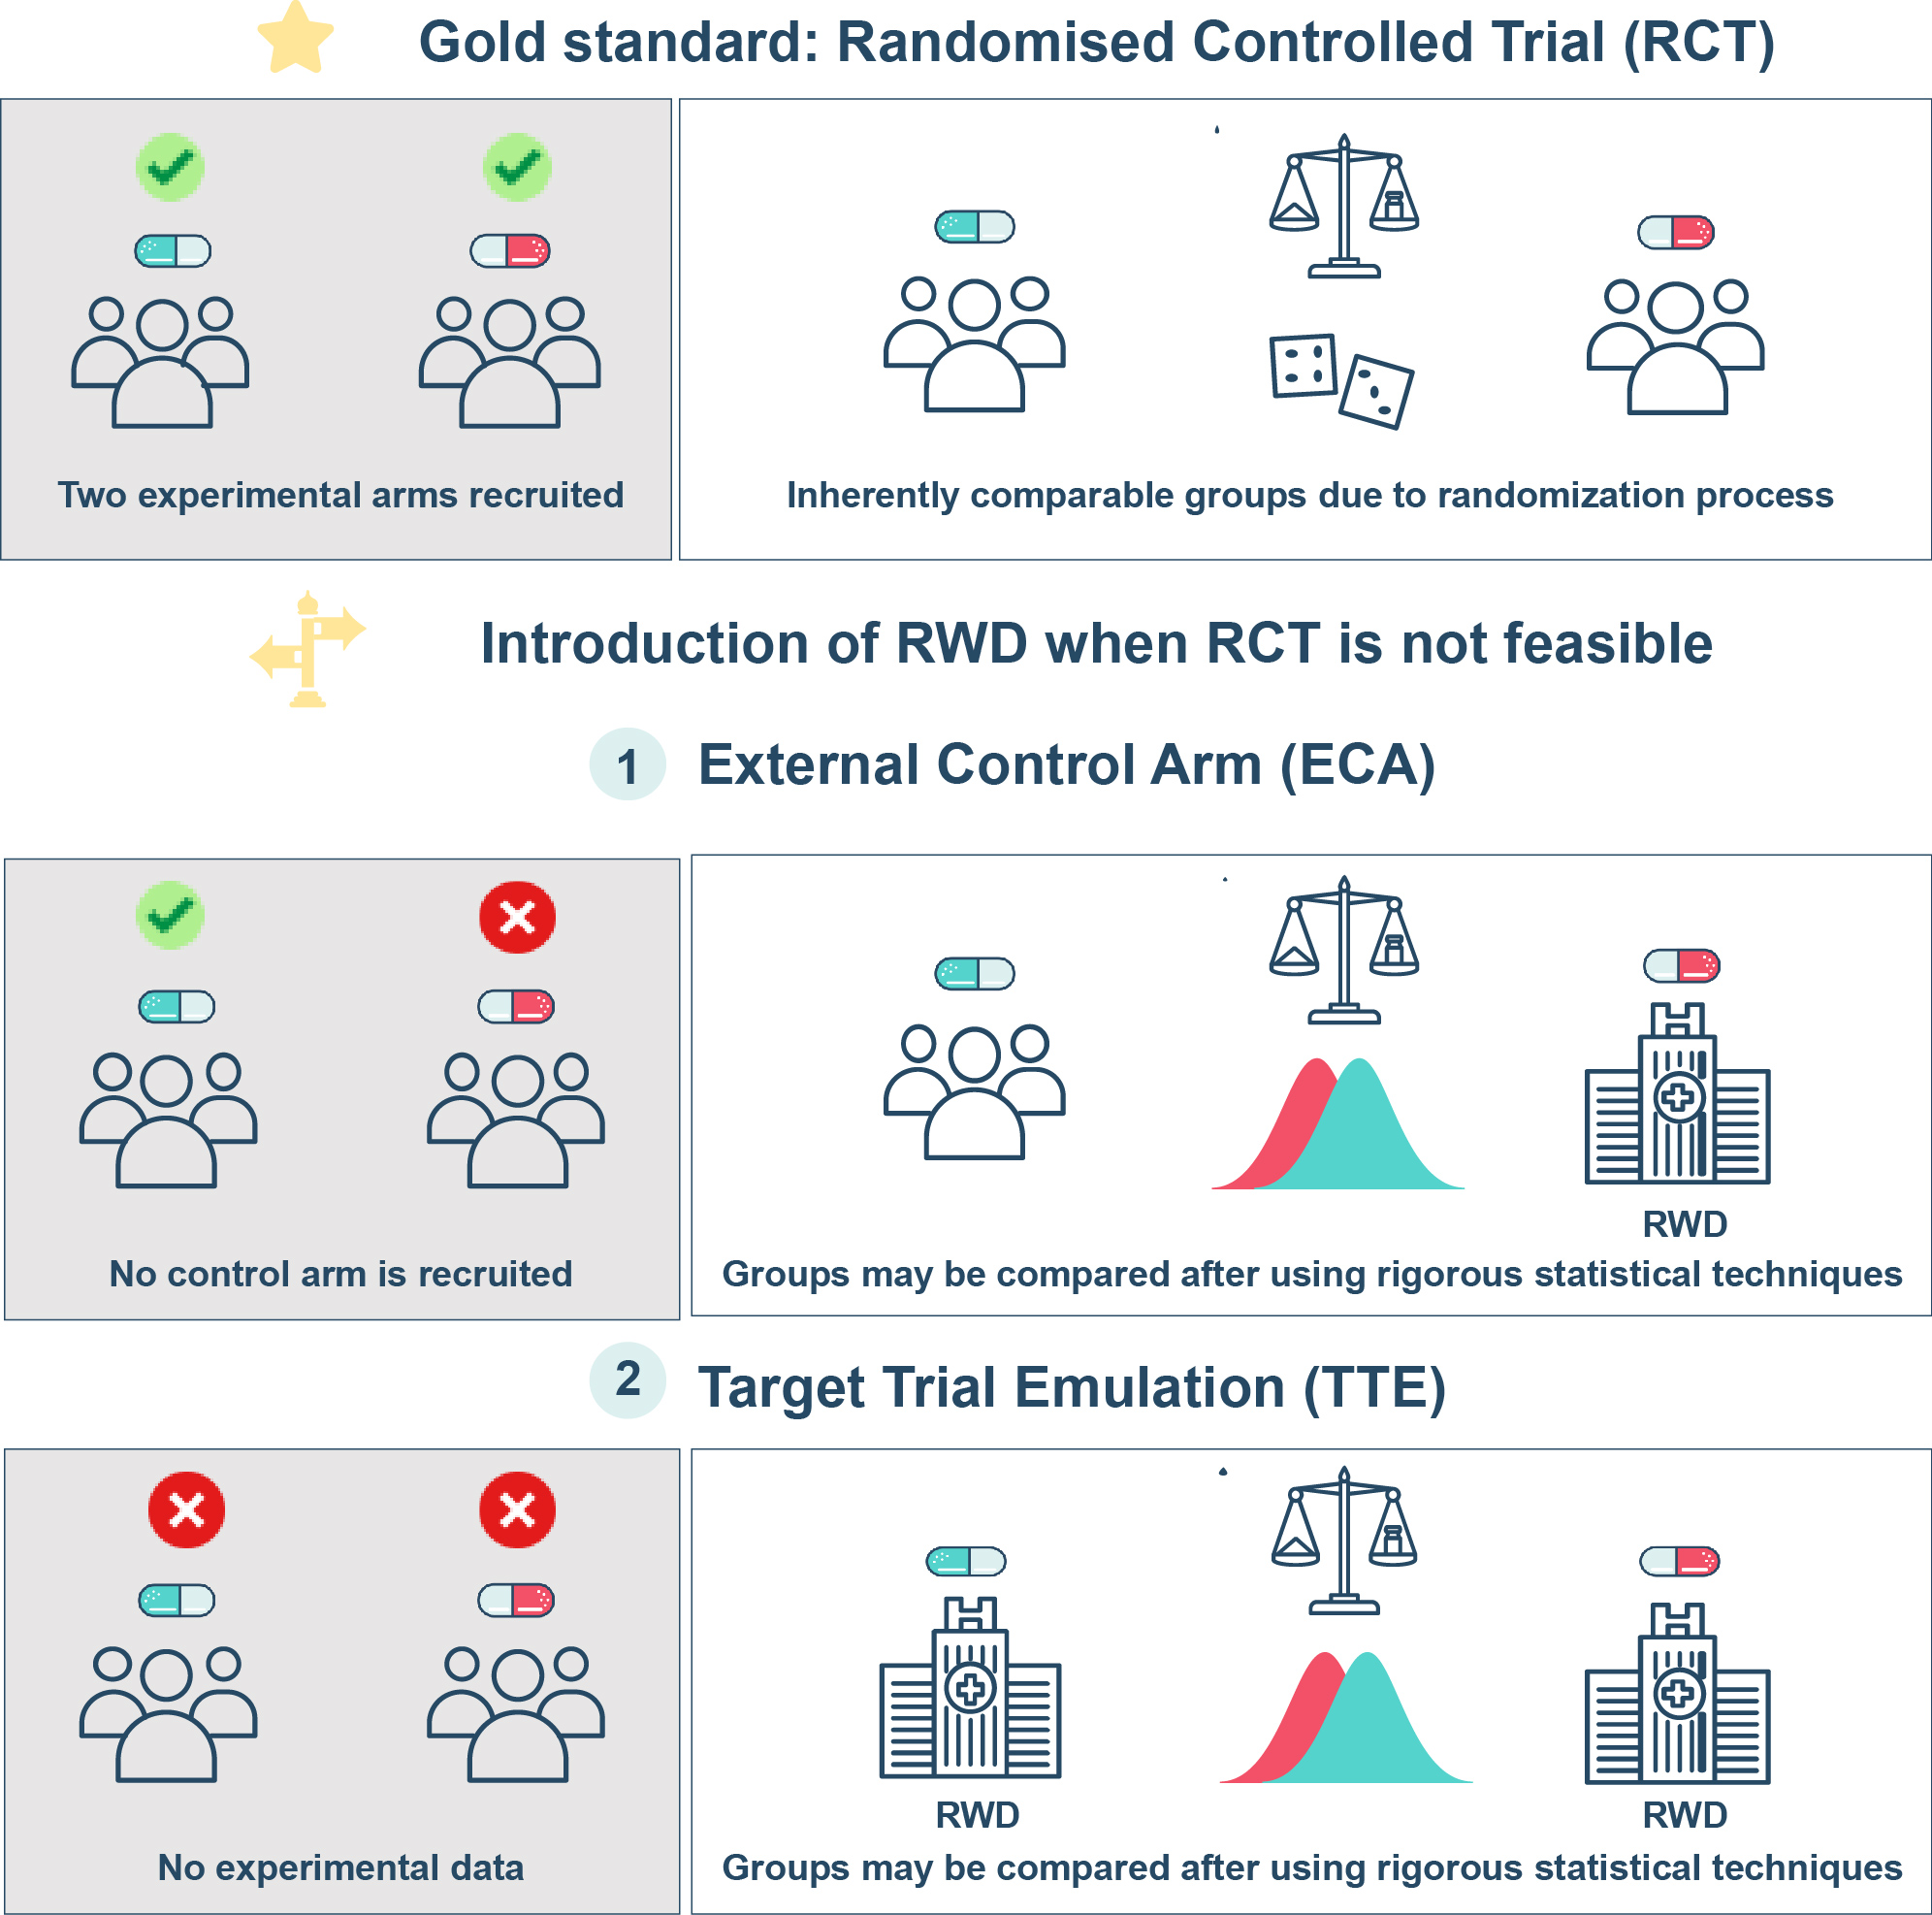 Gold standard: Randomised Controlled Trial (RCT)
Two experimental arms recruited
Inherently comparable groups due to randomization process
Introduction of RWD when RCT is not feasible
1 External Control Arm (ECA)
RWD
No control arm is recruited
Groups may be compared after using rigorous statistical techniques
2 Target Trial Emulation (TTE)
RWD
RWD
No experimental data
Groups may be compared after using rigorous statistical techniques